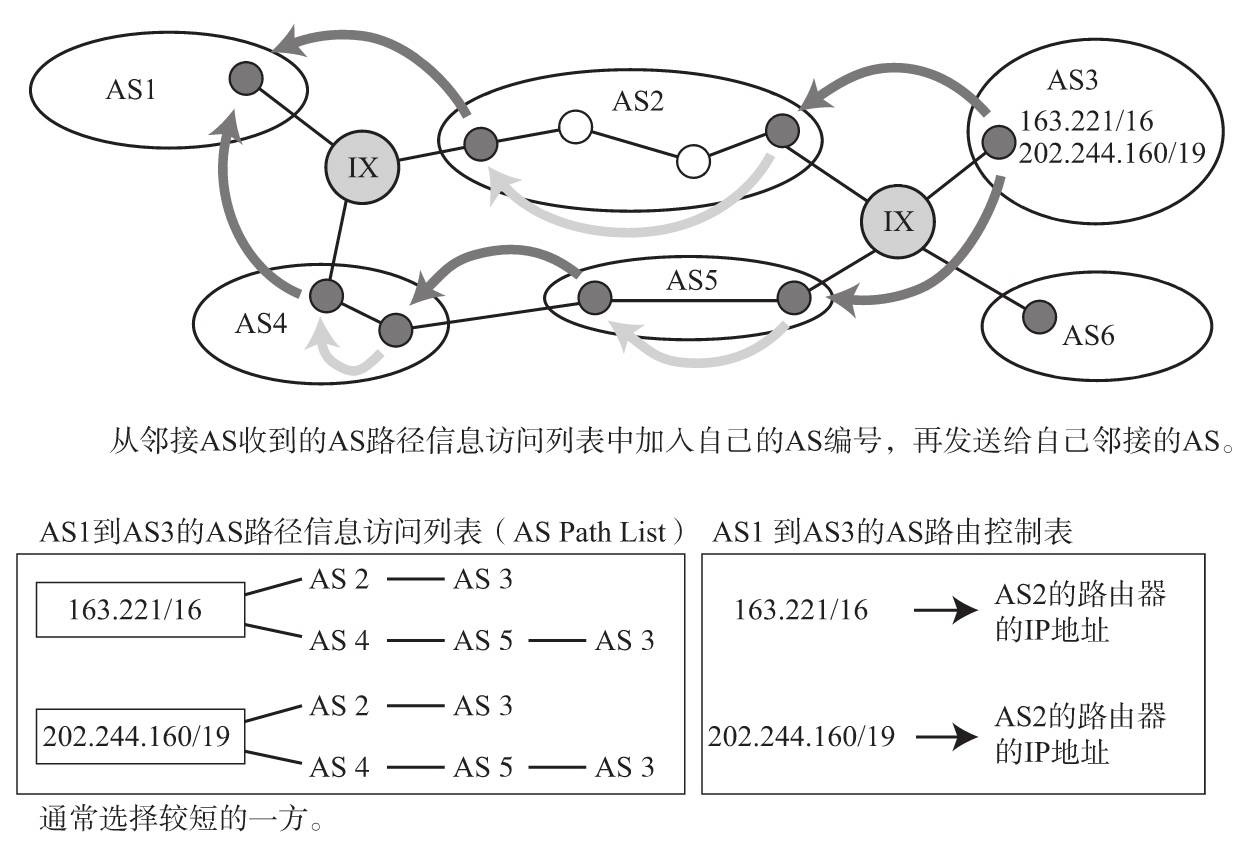 AS1
AS2
AS3
163.221/16
202.244.160/19
IX
IX
AS4
AS5
AS6
从邻接AS收到的AS路径信息访问列表中加入自己的AS编号，再发送给自己邻接的AS。
AS1到AS3的AS路径信息访问列表（AS Path List）
163.221/16
AS 2
AS 3
AS 4
AS 5
AS 3
202.244.160/19
AS 2
AS 3
AS 4
AS 5
AS 3
通常选择较短的一方。
AS1 到AS3的AS路由控制表
163.221/16
AS2的路由器
的IP地址
202.244.160/19
AS2的路由器
的IP地址